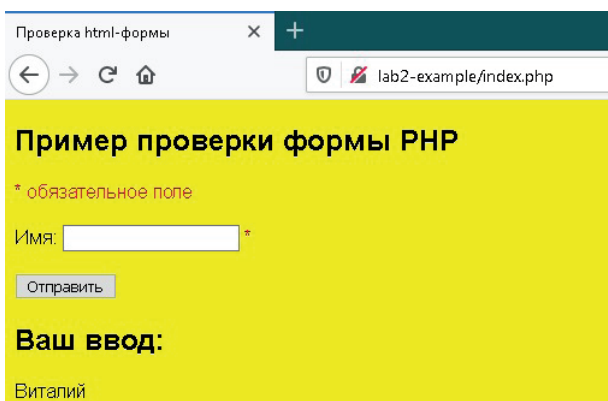 Проверка html-формы
lab2-example/index.php
Пример проверки формы PHP
* обязательное поле
Имя: *
Отправить
Ваш ввод:
Виталий